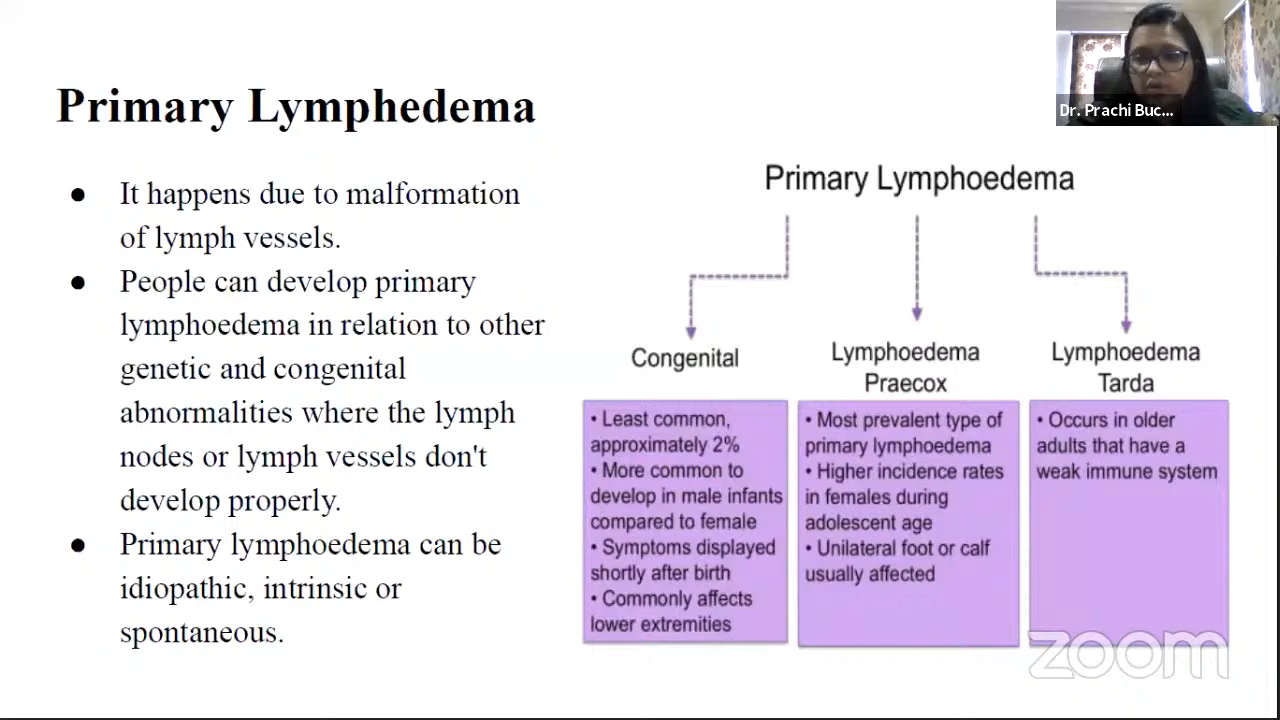 Primary Lymphedema
● It happens due to malformation
of lymph vessels.
● People can develop primary
lymphoedema in relation to other
genetic and congenital
abnormalities where the lymph
nodes or lymph vessels don't
develop properly.
● Primary lymphoedema can be
idiopathic, intrinsic or
spontaneous.
Dr. Prachi Buc...
Primary Lymphoedema
Congenital
• Least common,
approximately 2%
• More common to
develop in male infants
compared to female
• Symptoms displayed
shortly after birth
• Commonly affects
lower extremities
Lymphoedema
Praecox
• Most prevalent type of
primary lymphoedema
• Higher incidence rates
in females during
adolescent age
• Unilateral foot or calf
usually affected
Lymphoedema
Tarda
• Occurs in older
adults that have a
weak immune system
zoom